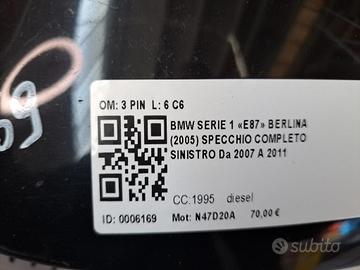 OM: 3 PIN L: 6 C6
BMW SERIE 1 «E87» BERLINA
(2005) SPECCHIO COMPLETO
SINISTRO Da 2007 A 2011
CC:1995 diesel
ID: 0006169 Mot: N47D20A 70,00 €
69
subito